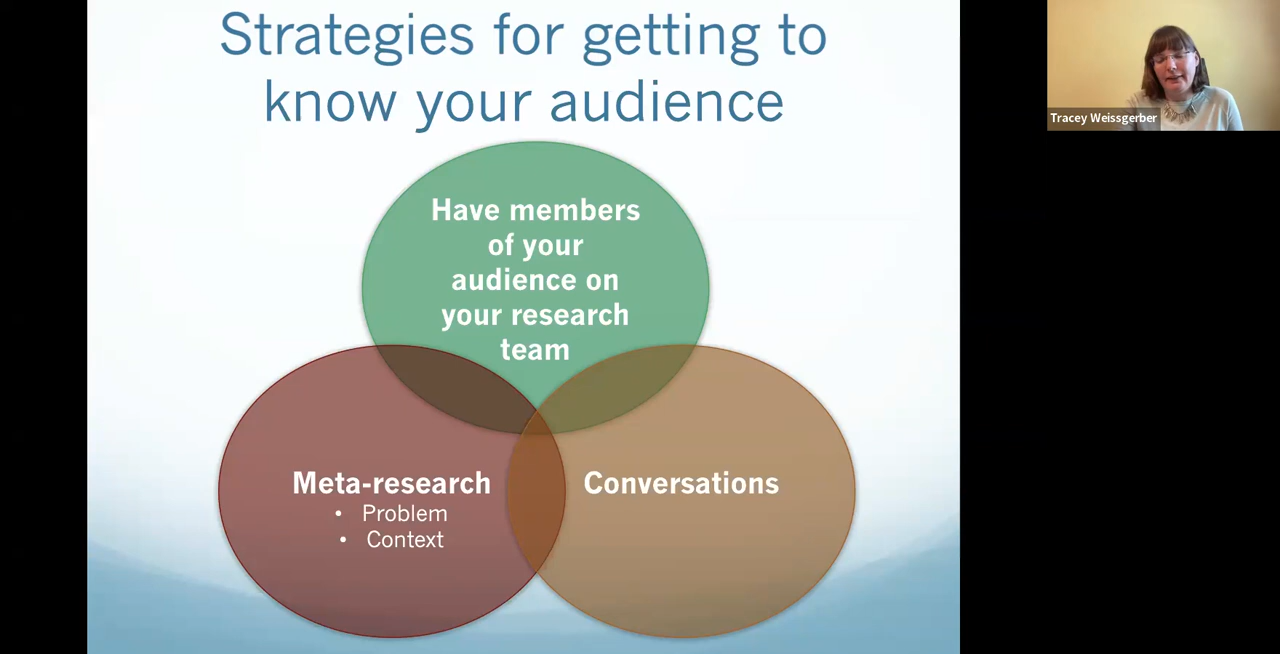 Strategies for getting to
know your audience
Have members
of your
audience on
your research
team
Meta-research
• Problem
• Context
Conversations
Tracey Weissgerber